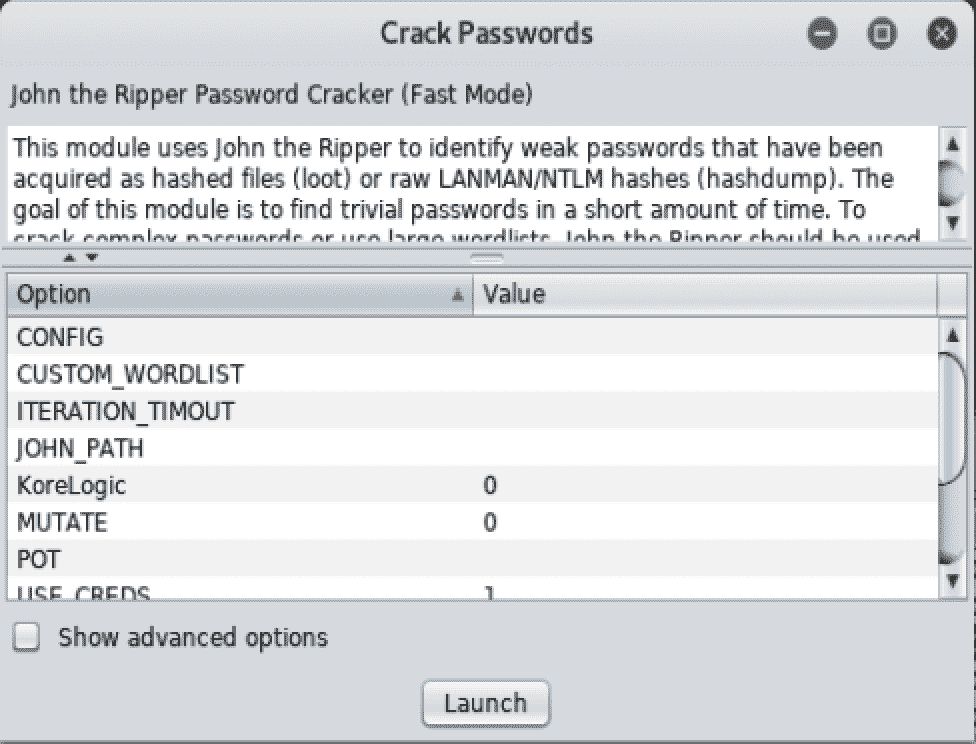 Crack Passwords
John the Ripper Password Cracker (Fast Mode)
This module uses John the Ripper to identify weak passwords that have been
acquired as hashed files (loot) or raw LANMAN/NTLM hashes (hashdump). The
goal of this module is to find trivial passwords in a short amount of time. To
crack complex passwords or use large wordlists, John the Ripper should be used
Option Value
CONFIG
CUSTOM_WORDLIST
ITERATION_TIMOUT
JOHN_PATH
KoreLogic 0
MUTATE 0
POT
USE_CREDS 1
Show advanced options
Launch